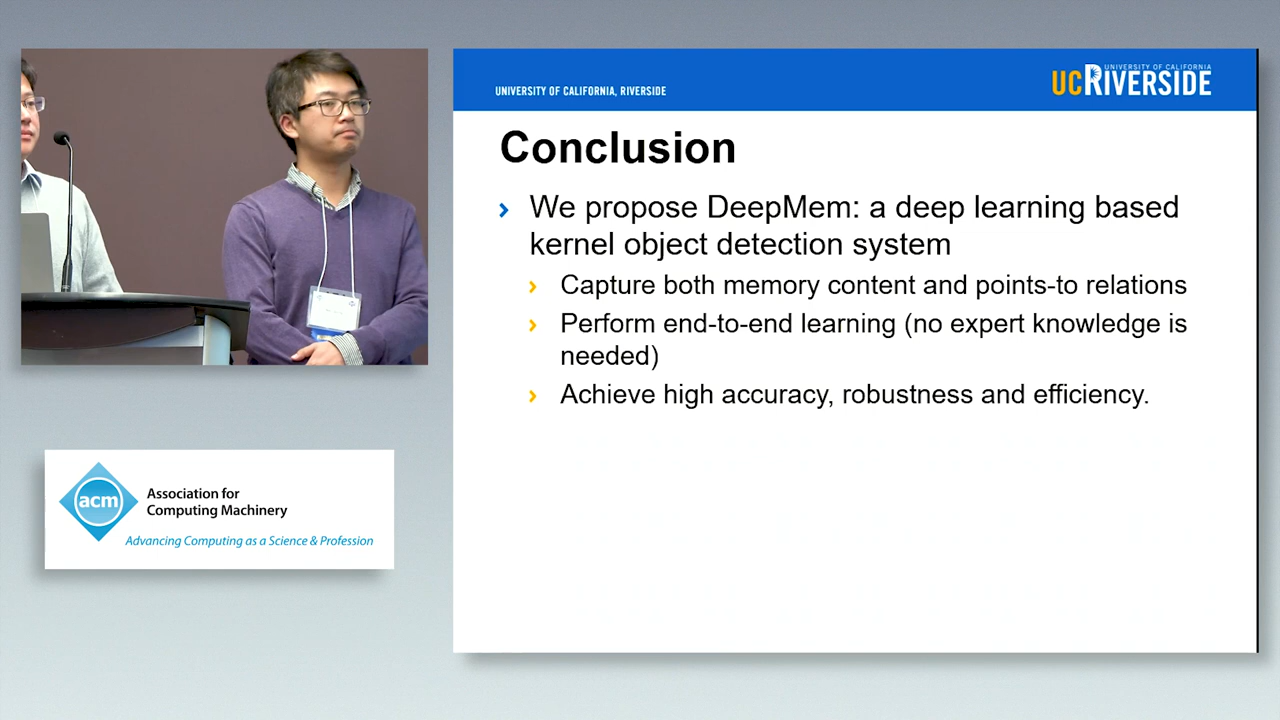 UNIVERSITY OF CALIFORNIA, RIVERSIDE
UNIVERSITY OF CALIFORNIA
UCRIVERSIDE
Conclusion
We propose DeepMem: a deep learning based
kernel object detection system
Capture both memory content and points-to relations
Perform end-to-end learning (no expert knowledge is
needed)
Achieve high accuracy, robustness and efficiency.
acm
Association for
Computing Machinery
Advancing Computing as a Science & Profession